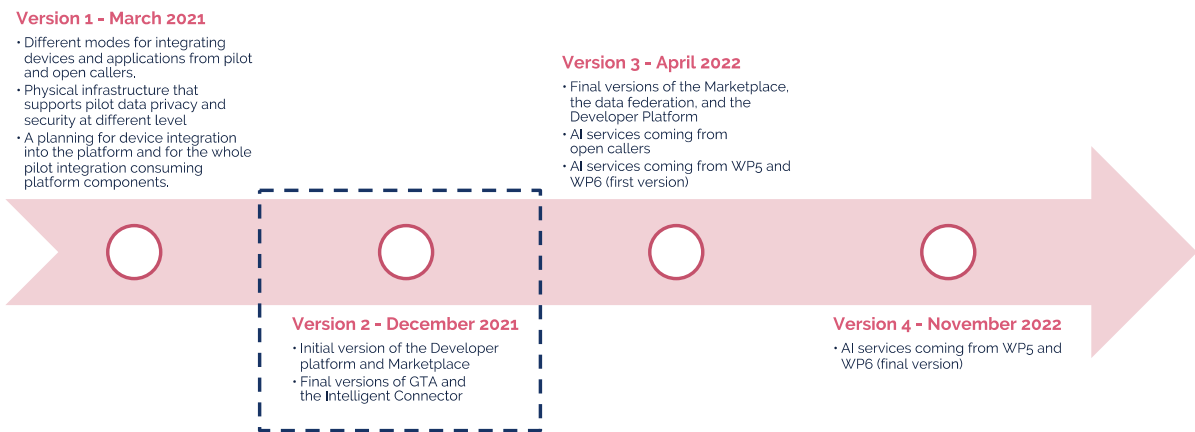 Version 1 - March 2021
• Different modes for integrating
devices and applications from pilot
and open callers.
• Physical infrastructure that
supports pilot data privacy and
security at different level
• A planning for device integration
into the platform and for the whole
pilot integration consuming
platform components.
Version 2 - December 2021
• Initial version of the Developer
platform and Marketplace
• Final versions of GTA and
the Intelligent Connector
Version 3 - April 2022
• Final versions of the Marketplace,
the data federation, and the
Developer Platform
• AI services coming from
open callers
• AI services coming from WP5 and
WP6 (first version)
Version 4 - November 2022
• AI services coming from WP5 and
WP6 (final version)